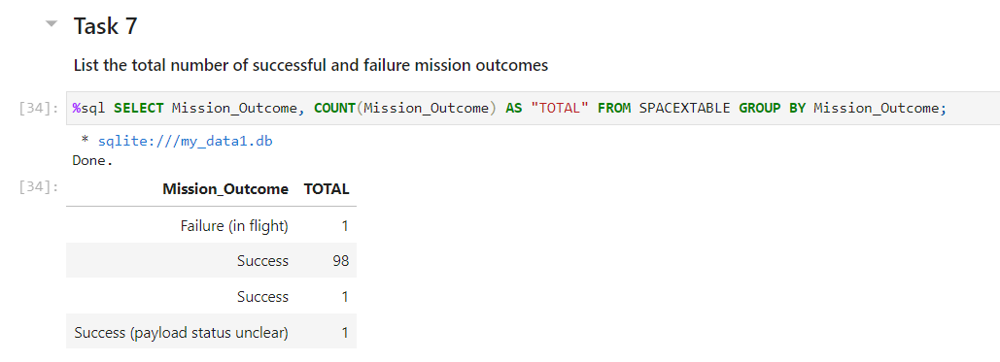 Task 7
List the total number of successful and failure mission outcomes
[34]: %sql SELECT Mission_Outcome, COUNT(Mission_Outcome) AS "TOTAL" FROM SPACEXTABLE GROUP BY Mission_Outcome;
* sqlite:///my_data1.db
Done.
[34]: Mission_Outcome TOTAL
Failure (in flight) 1
Success 98
Success 1
Success (payload status unclear) 1